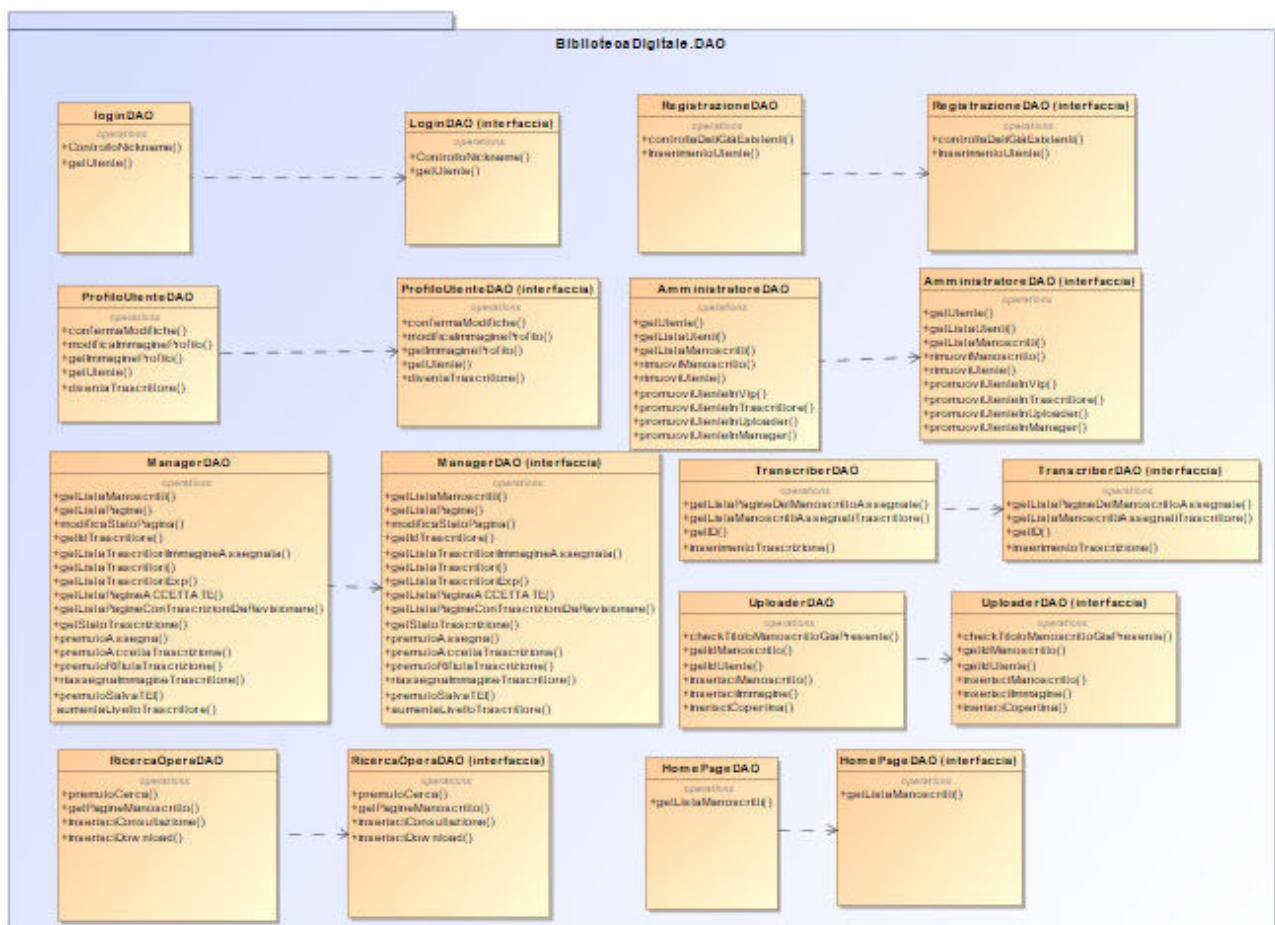 BibliotecaDigitale.DAO
loginDAO
operations
+ControlloNickname()
+getUtente()
LoginDAO (interfaccia)
operations
+ControlloNickname()
+getUtente()
RegistrazioneDAO
operations
+controllaDatiGiàEsistenti()
+InserimentoUtente()
RegistrazioneDAO (interfaccia)
operations
+controllaDatiGiàEsistenti()
+InserimentoUtente()
ProfiloUtenteDAO
operations
+confermaModifiche()
+modificaImmagineProfilo()
+getImmagineProfilo()
+getUtente()
+diventaTrascrittore()
ProfiloUtenteDAO (interfaccia)
operations
+confermaModifiche()
+modificaImmagineProfilo()
+getImmagineProfilo()
+getUtente()
+diventaTrascrittore()
AmministratoreDAO
operations
+getUtente()
+getListaUtenti()
+getListaManoscritti()
+rimuoviManoscritto()
+rimuoviUtente()
+promuoviUtenteInVip()
+promuoviUtenteInTrascrittore()
+promuoviUtenteInUploader()
+promuoviUtenteInManager()
AmministratoreDAO (interfaccia)
operations
+getUtente()
+getListaUtenti()
+getListaManoscritti()
+rimuoviManoscritto()
+rimuoviUtente()
+promuoviUtenteInVip()
+promuoviUtenteInTrascrittore()
+promuoviUtenteInUploader()
+promuoviUtenteInManager()
ManagerDAO
operations
+getListaManoscritti()
+getListaPagine()
+modificaStatoPagina()
+getIdTrascrittore()
+getListaTrascrittoriImmagineAssegnata()
+getListaTrascrittori()
+getListaTrascrittoriExp()
+getListaPagineACCETTATE()
+getListaPagineConTrascrizioniDaRevisionare()
+getStatoTrascrizione()
+premutoAssegna()
+premutoAccettaTrascrizione()
+premutoRifiutaTrascrizione()
+riassegnaImmagineTrascrittore()
+premutoSalvaTEI()
aumentaLivelloTrascrittore()
ManagerDAO (interfaccia)
operations
+getListaManoscritti()
+getListaPagine()
+modificaStatoPagina()
+getIdTrascrittore()
+getListaTrascrittoriImmagineAssegnata()
+getListaTrascrittori()
+getListaTrascrittoriExp()
+getListaPagineACCETTATE()
+getListaPagineConTrascrizioniDaRevisionare()
+getStatoTrascrizione()
+premutoAssegna()
+premutoAccettaTrascrizione()
+premutoRifiutaTrascrizione()
+riassegnaImmagineTrascrittore()
+premutoSalvaTEI()
+aumentaLivelloTrascrittore()
TranscriberDAO
operations
+getListaPagineDelManoscrittoAssegnate()
+getListaManoscrittiAssegnatiTrascrittore()
+getID()
+inserimentoTrascrizione()
TranscriberDAO (interfaccia)
operations
+getListaPagineDelManoscrittoAssegnate()
+getListaManoscrittiAssegnatiTrascrittore()
+getID()
+inserimentoTrascrizione()
UploaderDAO
operations
+checkTitoloManoscrittoGiaPresente()
+getIdManoscritto()
+getIdUtente()
+inserisciManoscritto()
+inserisciImmagine()
+inerisciCopertina()
UploaderDAO (interfaccia)
operations
+checkTitoloManoscrittoGiaPresente()
+getIdManoscritto()
+getIdUtente()
+inserisciManoscritto()
+inserisciImmagine()
+inerisciCopertina()
RicercaOperaDAO
operations
+premutoCerca()
+getPagineManoscritto()
+inserisciConsultazione()
+inserisciDownload()
RicercaOperaDAO (interfaccia)
operations
+premutoCerca()
+getPagineManoscritto()
+inserisciConsultazione()
+inserisciDownload()
HomePageDAO
operations
+getListaManoscritti()
HomePageDAO (interfaccia)
operations
+getListaManoscritti()